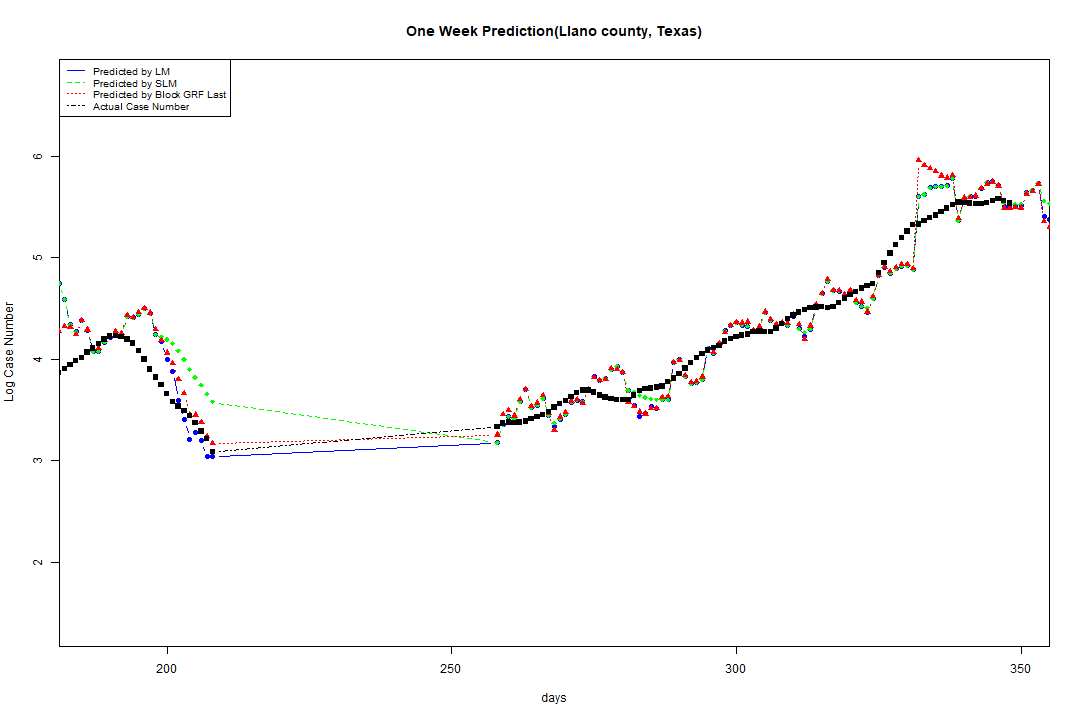 One Week Prediction(Llano county, Texas)
Predicted by LM
Predicted by SLM
Predicted by Block GRF Last
Actual Case Number
Log Case Number
6
5
4
3
2
200 250 300 350
days